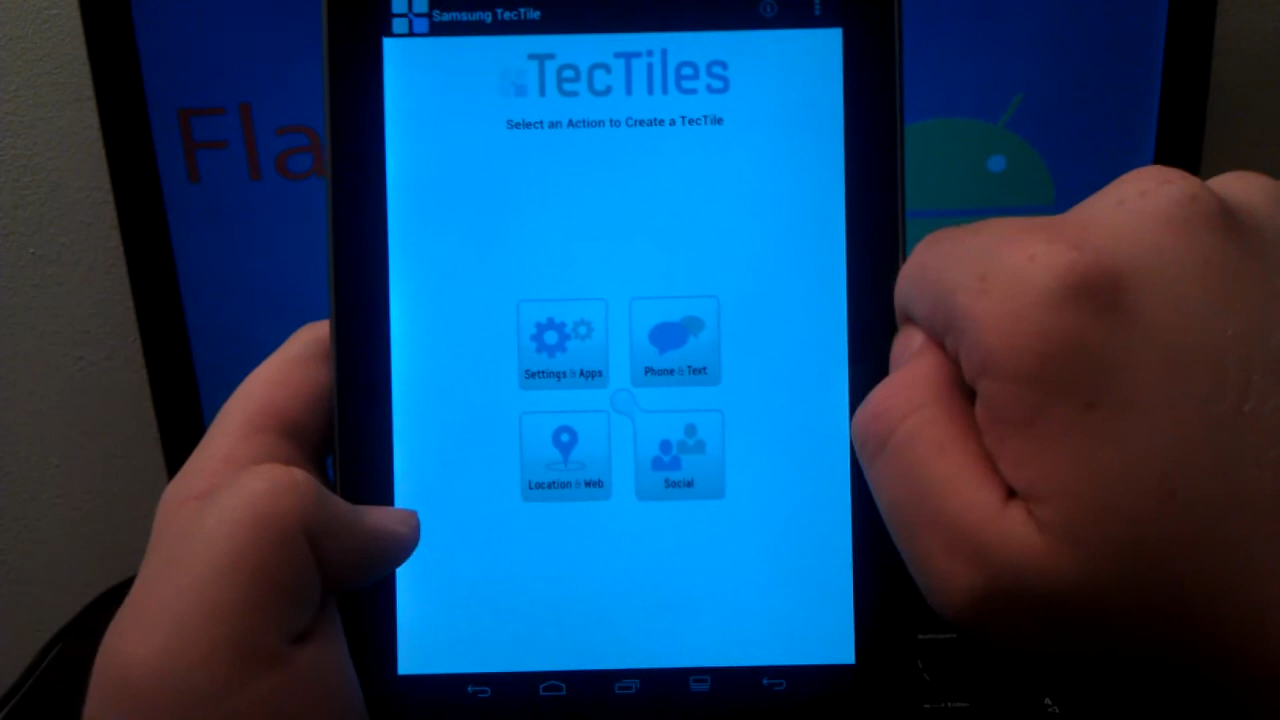 Samsung TecTile
TecTiles
Select an Action to Create a TecTile
Fla
Settings & Apps
Phone & Text
Location & Web
Social